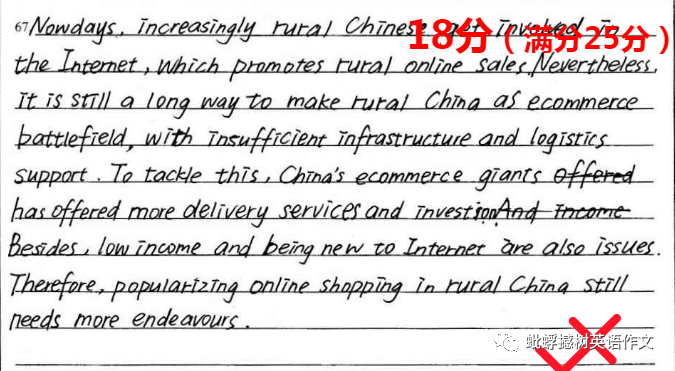 67.Nowdays, increasingly rural Chinese get involved in
18分（满分25分）
the Internet, which promotes rural online sales. Nevertheless,
it is still a long way to make rural China as ecommerce
battlefield, with insufficient infrastructure and logistics
support. To tackle this, China's ecommerce giants offered
has offered more delivery services and investion. And income
Besides, low income and being new to Internet are also issues.
Therefore, popularizing online shopping in rural China still
needs more endeavours.
蚍蜉撼树英语作文